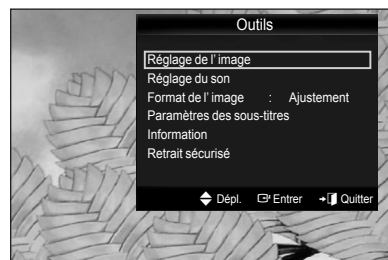 Outils
Réglage de l' image
Réglage du son
Format de l' image : Ajustement
Paramètres des sous-titres
Information
Retrait sécurisé
Dépl. Entrer Quitter